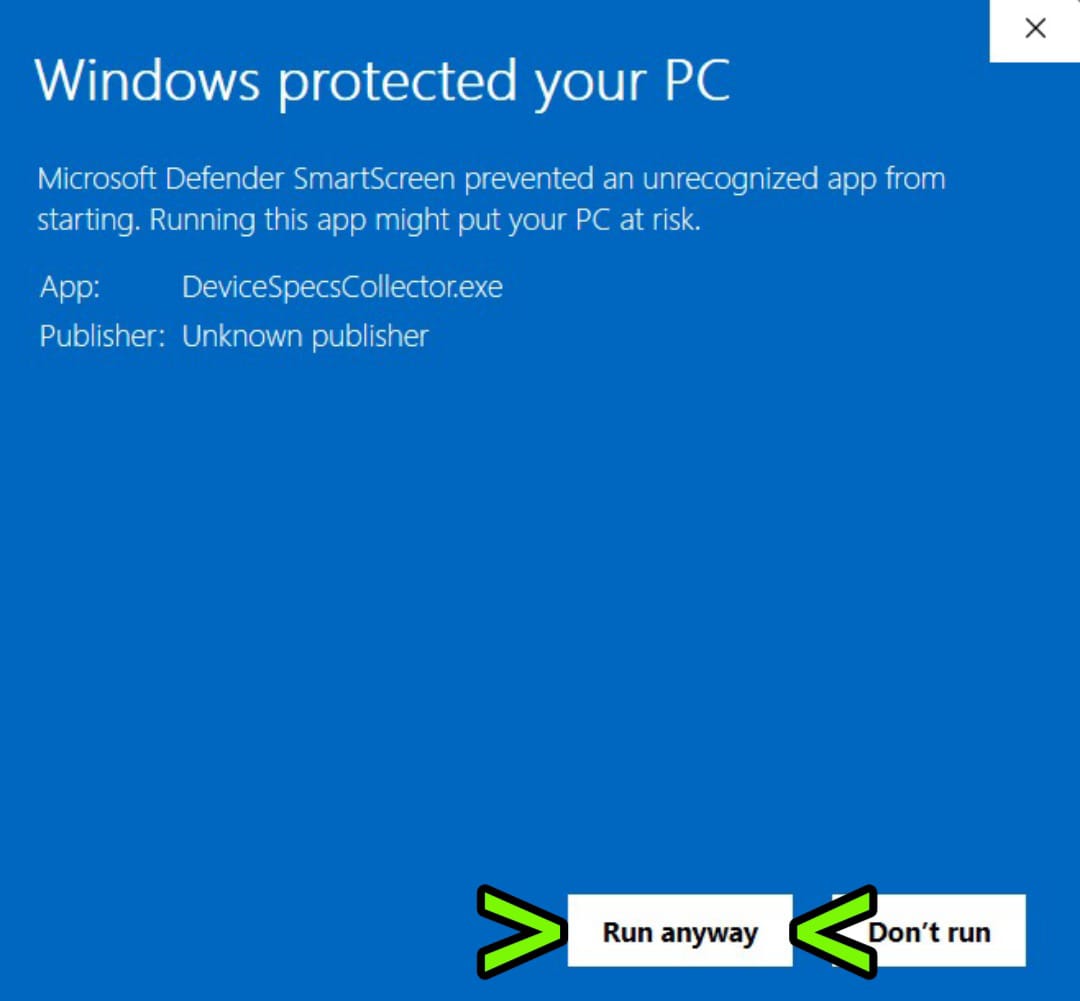 Windows protected your PC
Microsoft Defender SmartScreen prevented an unrecognized app from
starting. Running this app might put your PC at risk.
App: DeviceSpecsCollector.exe
Publisher: Unknown publisher
Run anyway Don’t run